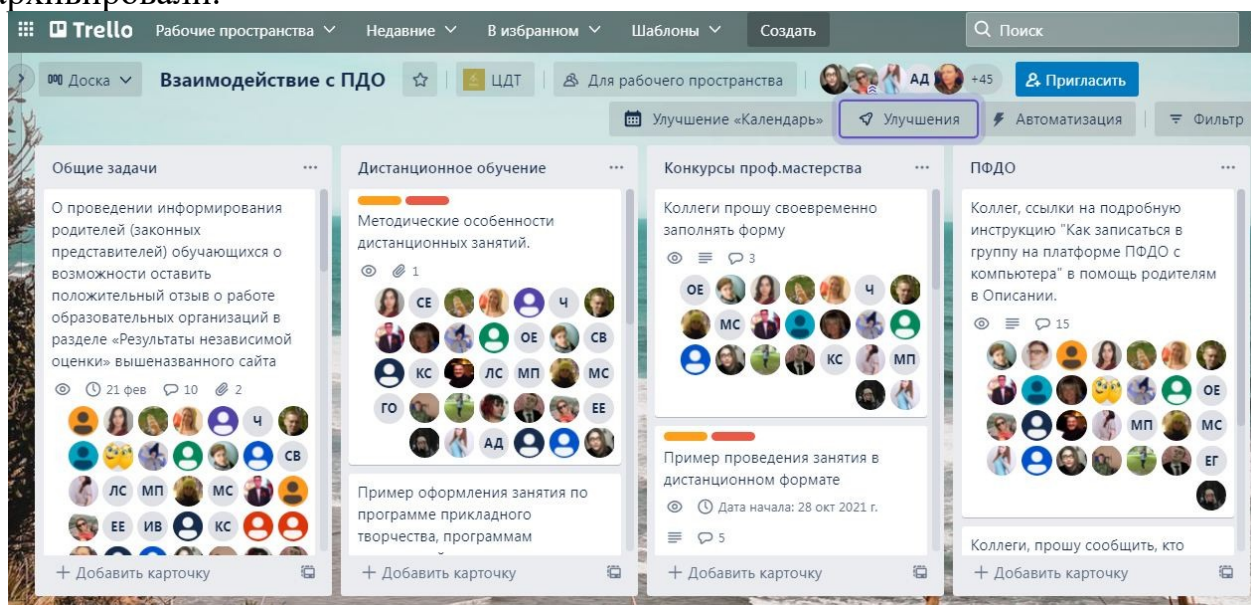 архивировали.
Trello Рабочие пространства Недавние В избранном Шаблоны Создать Поиск
Доска Взаимодействие с ПДО ЦДТ Для рабочего пространства АД +45 Пригласить
Улучшение «Календарь» Улучшения Автоматизация Фильтр
Общие задачи
О проведении информирования
родителей (законных
представителей) обучающихся о
возможности оставить
положительный отзыв о работе
образовательных организаций в
разделе «Результаты независимой
оценки» вышеназванного сайта
21 фев 10 2
Ч
СВ
ЛС МП МС
ЕЕ ИВ КС
+ Добавить карточку
Дистанционное обучение
Методические особенности
дистанционных занятий.
1
СЕ Ч
ОЕ СВ
КС ЛС МП МС
ГО ЕЕ
АД
Пример оформления занятия по
программе прикладного
творчества, программам
+ Добавить карточку
Конкурсы проф.мастерства
Коллеги прошу своевременно
заполнять форму
3
ОЕ Ч
МС
КС МП
Пример проведения занятия в
дистанционном формате
Дата начала: 28 окт 2021 г.
5
+ Добавить карточку
ПФДО
Коллег, ссылки на подробную
инструкцию "Как записаться в
группу на платформе ПФДО с
компьютера" в помощь родителям
в Описании.
15
ОЕ
МП МС
ЕГ
Коллеги, прошу сообщить, кто
+ Добавить карточку